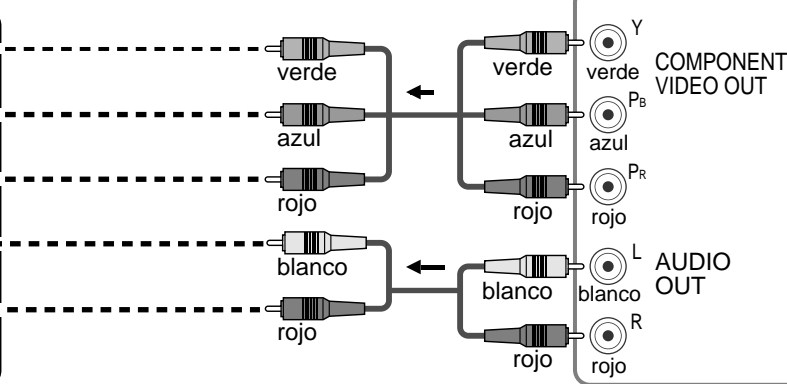 verde verde Y verde COMPONENT
VIDEO OUT
azul azul PB azul
rojo rojo PR rojo
blanco blanco L blanco AUDIO
OUT
rojo rojo R rojo